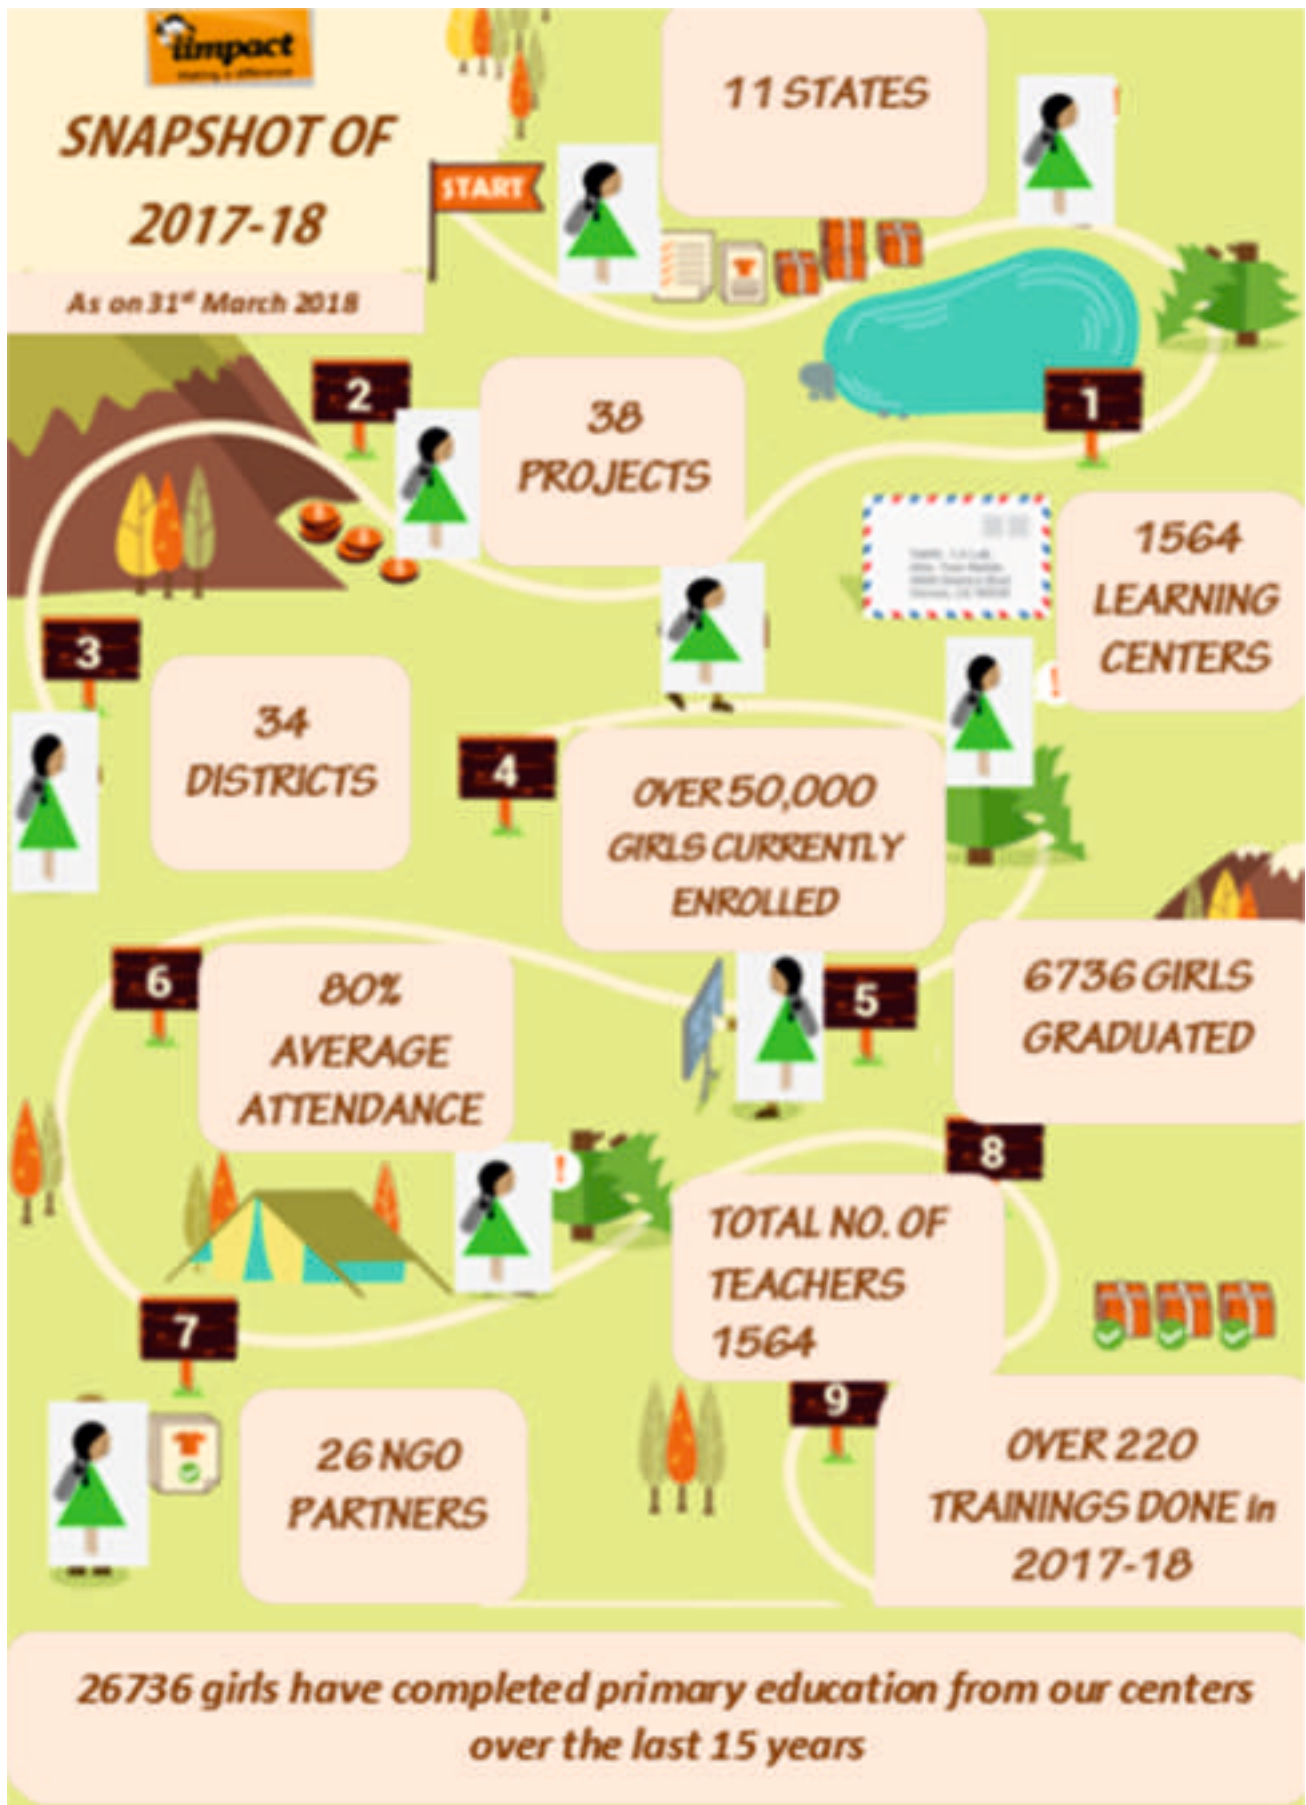 iimpact
Making a difference
SNAPSHOT OF
2017-18
As on 31st March 2018
START
11 STATES
1
2
38
PROJECTS
1564
LEARNING
CENTERS
3
34
DISTRICTS
4
OVER 50,000
GIRLS CURRENTLY
ENROLLED
5
6736 GIRLS
GRADUATED
6
80%
AVERAGE
ATTENDANCE
7
26 NGO
PARTNERS
8
TOTAL NO. OF
TEACHERS
1564
9
OVER 220
TRAININGS DONE in
2017-18
26736 girls have completed primary education from our centers
over the last 15 years